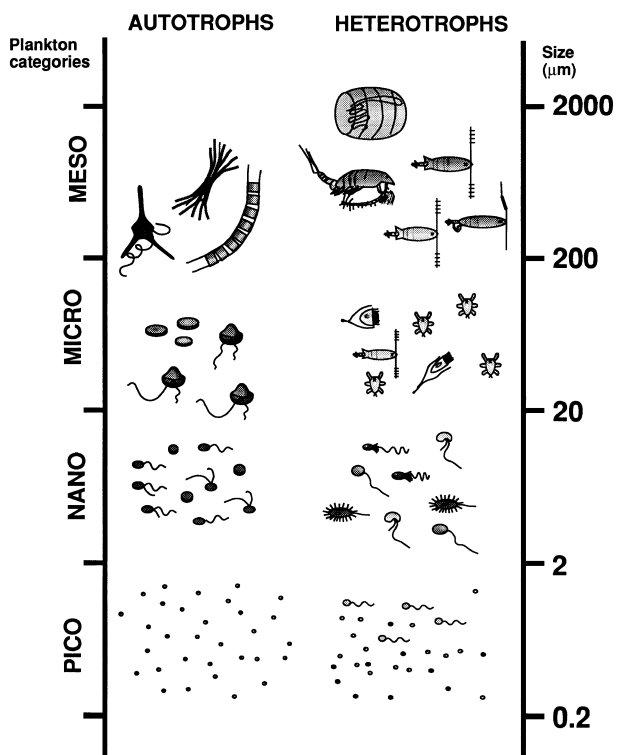 AUTOTROPHS
HETEROTROPHS
Plankton
categories
Size
(μm)
2000
MESO
200
MICRO
20
NANO
2
PICO
0.2